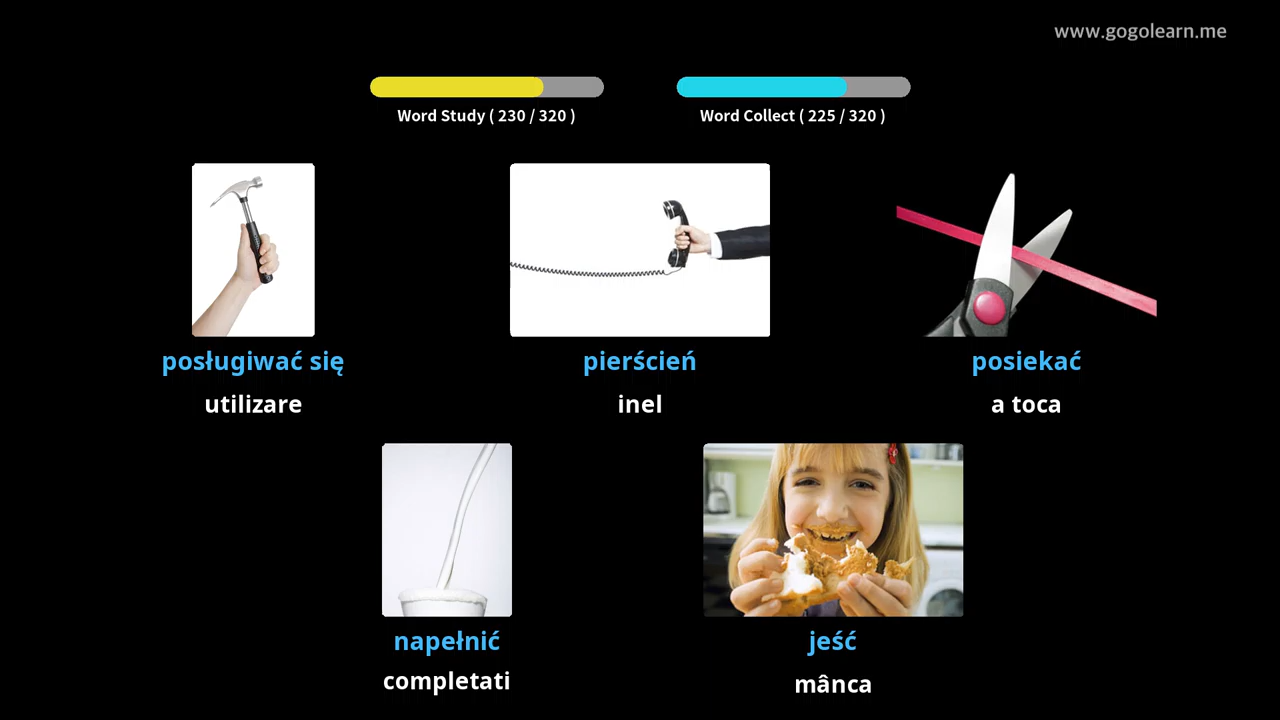 www.gogolearn.me
Word Study ( 230 / 320 )
Word Collect ( 225 / 320 )
posługiwać się
utilizare
pierścień
inel
posiekać
a toca
napełnić
completati
jeść
mânca